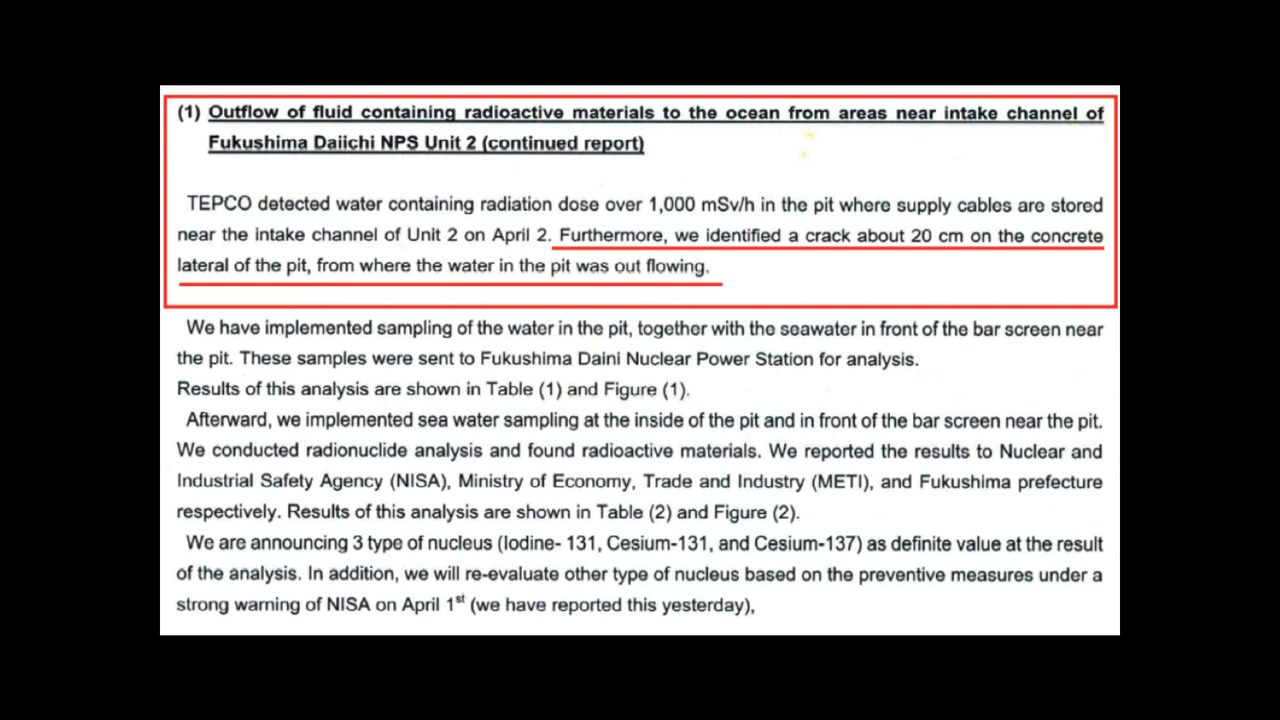 (1) Outflow of fluid containing radioactive materials to the ocean from areas near intake channel of
Fukushima Daiichi NPS Unit 2 (continued report)
TEPCO detected water containing radiation dose over 1,000 mSv/h in the pit where supply cables are stored
near the intake channel of Unit 2 on April 2. Furthermore, we identified a crack about 20 cm on the concrete
lateral of the pit, from where the water in the pit was out flowing.
We have implemented sampling of the water in the pit, together with the seawater in front of the bar screen near
the pit. These samples were sent to Fukushima Daini Nuclear Power Station for analysis.
Results of this analysis are shown in Table (1) and Figure (1).
Afterward, we implemented sea water sampling at the inside of the pit and in front of the bar screen near the pit.
We conducted radionuclide analysis and found radioactive materials. We reported the results to Nuclear and
Industrial Safety Agency (NISA), Ministry of Economy, Trade and Industry (METI), and Fukushima prefecture
respectively. Results of this analysis are shown in Table (2) and Figure (2).
We are announcing 3 type of nucleus (Iodine- 131, Cesium-131, and Cesium-137) as definite value at the result
of the analysis. In addition, we will re-evaluate other type of nucleus based on the preventive measures under a
strong warning of NISA on April 1st (we have reported this yesterday),